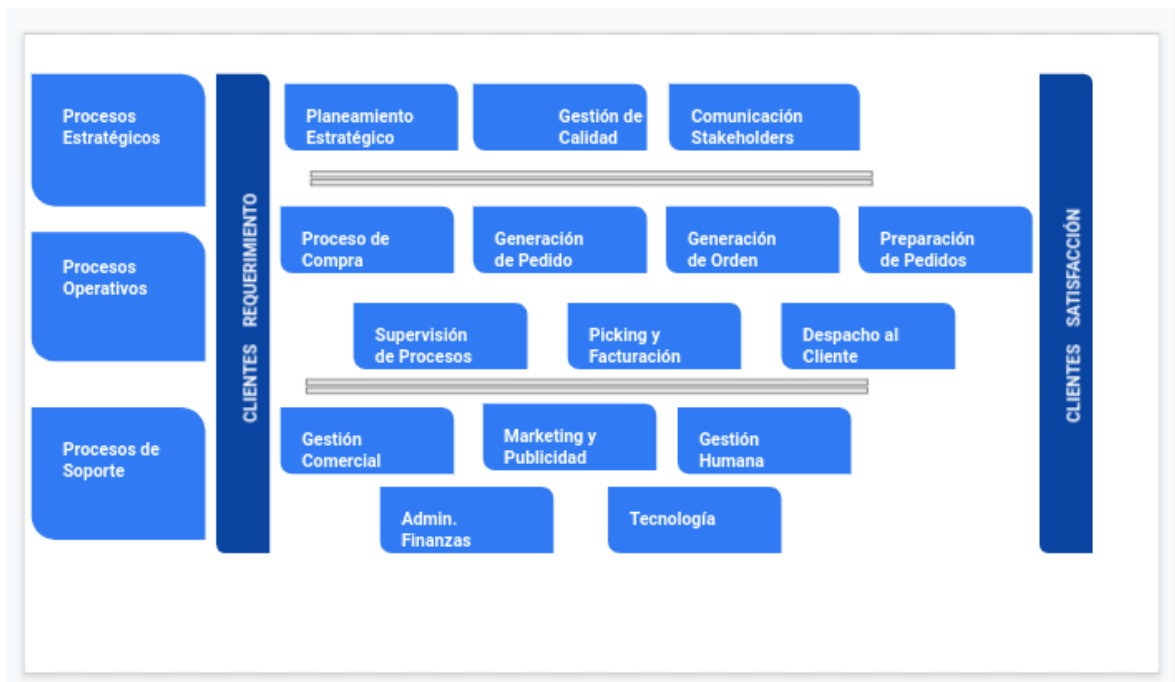 Procesos
Estratégicos
Planeamiento
Estratégico
Gestión de
Calidad
Comunicación
Stakeholders
Procesos
Operativos
CLIENTES REQUERIMIENTO
Proceso de
Compra
Generación
de Pedido
Generación
de Orden
Preparación
de Pedidos
CLIENTES SATISFACCIÓN
Supervisión
de Procesos
Picking y
Facturación
Despacho al
Cliente
Procesos de
Soporte
Gestión
Comercial
Marketing y
Publicidad
Gestión
Humana
Admin.
Finanzas
Tecnología